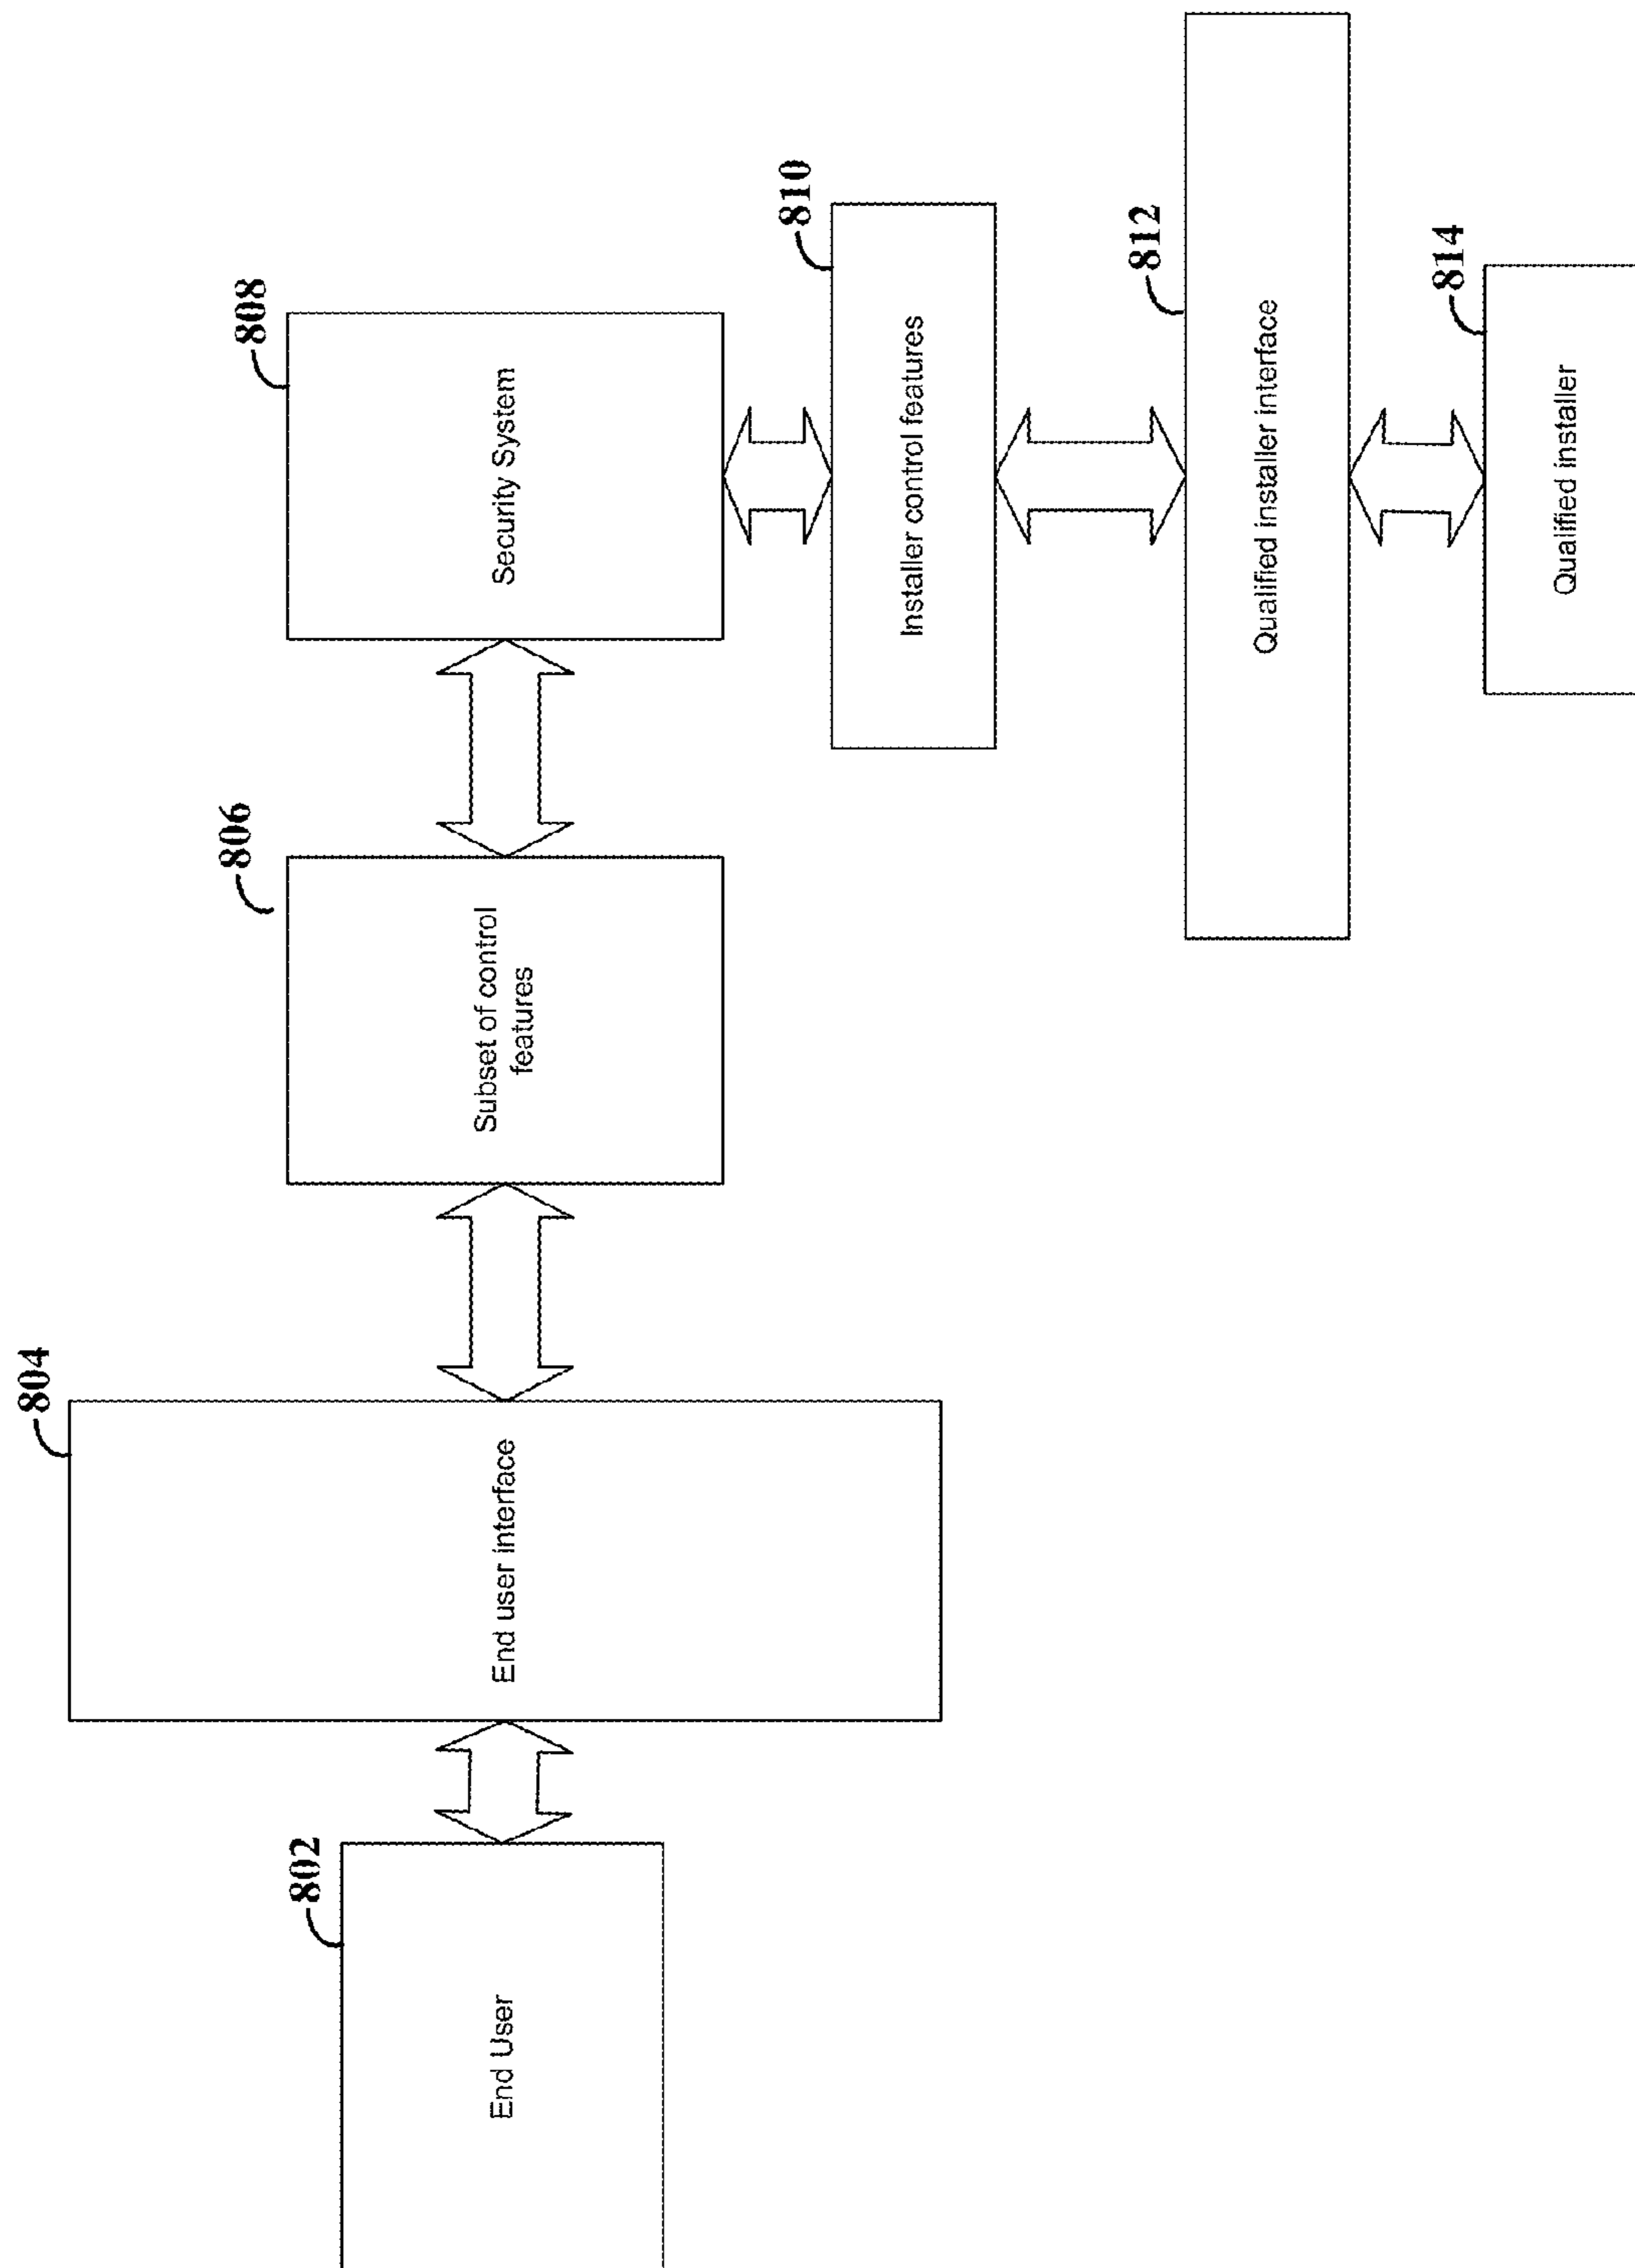 802
End User
804
End user interface
806
Subset of control
features
808
Security System
810
Installer control features
812
Qualified installer interface
814
Qualified installer